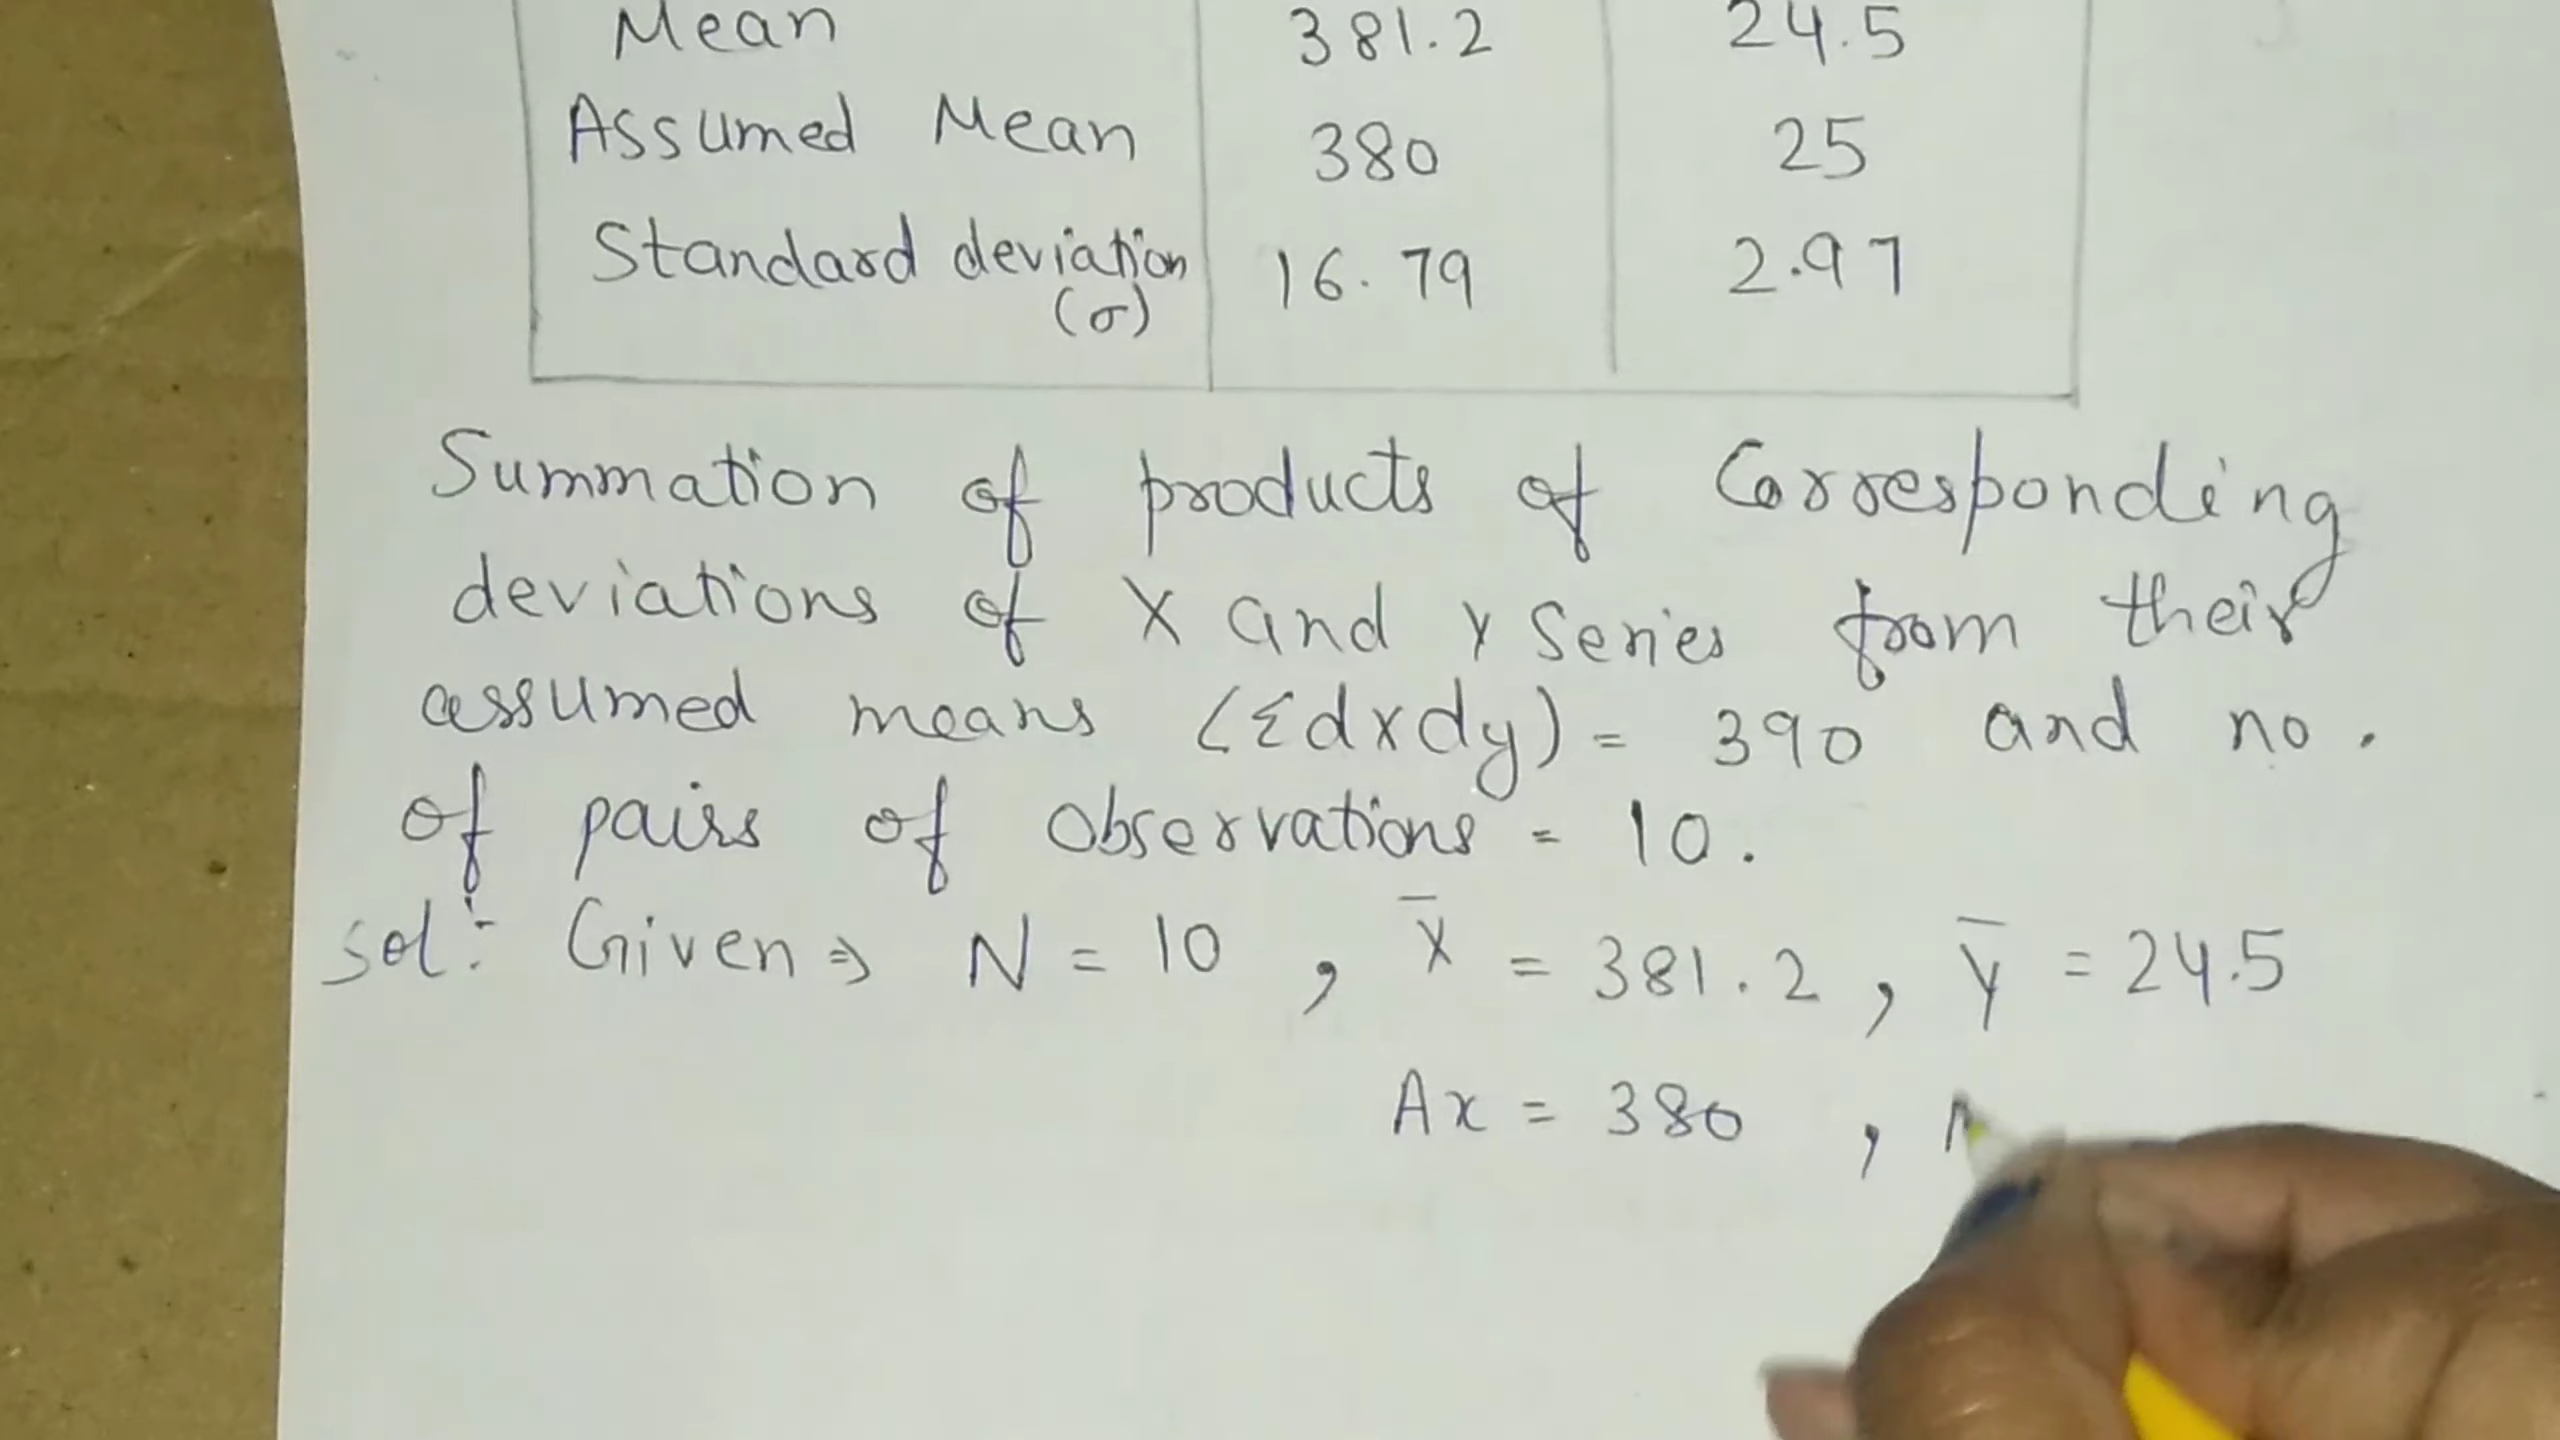 Mean 381.2 24.5
Assumed Mean 380 25
Standard deviation 16.79 2.97
(σ)
Summation of products of Corresponding
deviations of X and Y Series from their
assumed means (Σdxdy) = 390 and no.
of pairs of observations = 10.
Sol:- Given ⇒ N = 10 , X̄ = 381.2 , Ȳ = 24.5
Ax = 380 ,